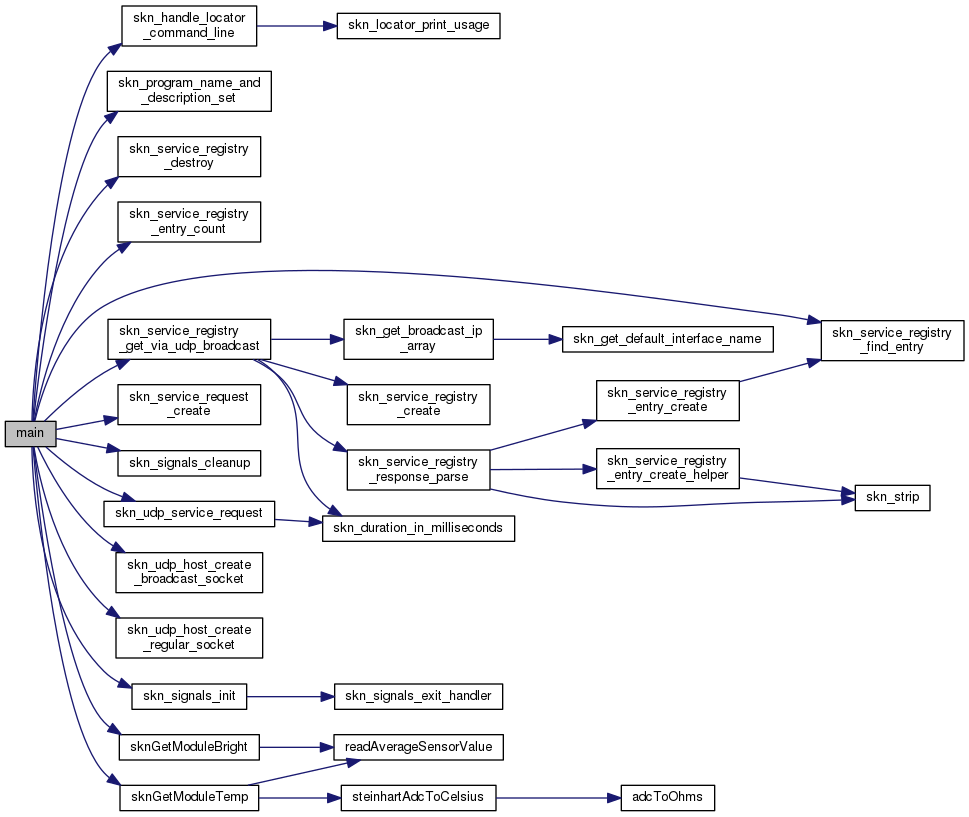 skn_handle_locator
_command_line
skn_locator_print_usage
skn_program_name_and
_description_set
skn_service_registry
_destroy
skn_service_registry
_entry_count
skn_service_registry
_get_via_udp_broadcast
skn_get_broadcast_ip
_array
skn_get_default_interface_name
skn_service_registry
_find_entry
skn_service_request
_create
skn_service_registry
_create
skn_service_registry
_entry_create
main
skn_signals_cleanup
skn_service_registry
_response_parse
skn_service_registry
_entry_create_helper
skn_strip
skn_udp_service_request
skn_duration_in_milliseconds
skn_udp_host_create
_broadcast_socket
skn_udp_host_create
_regular_socket
skn_signals_init
skn_signals_exit_handler
sknGetModuleBright
readAverageSensorValue
sknGetModuleTemp
steinhartAdcToCelsius
adcToOhms